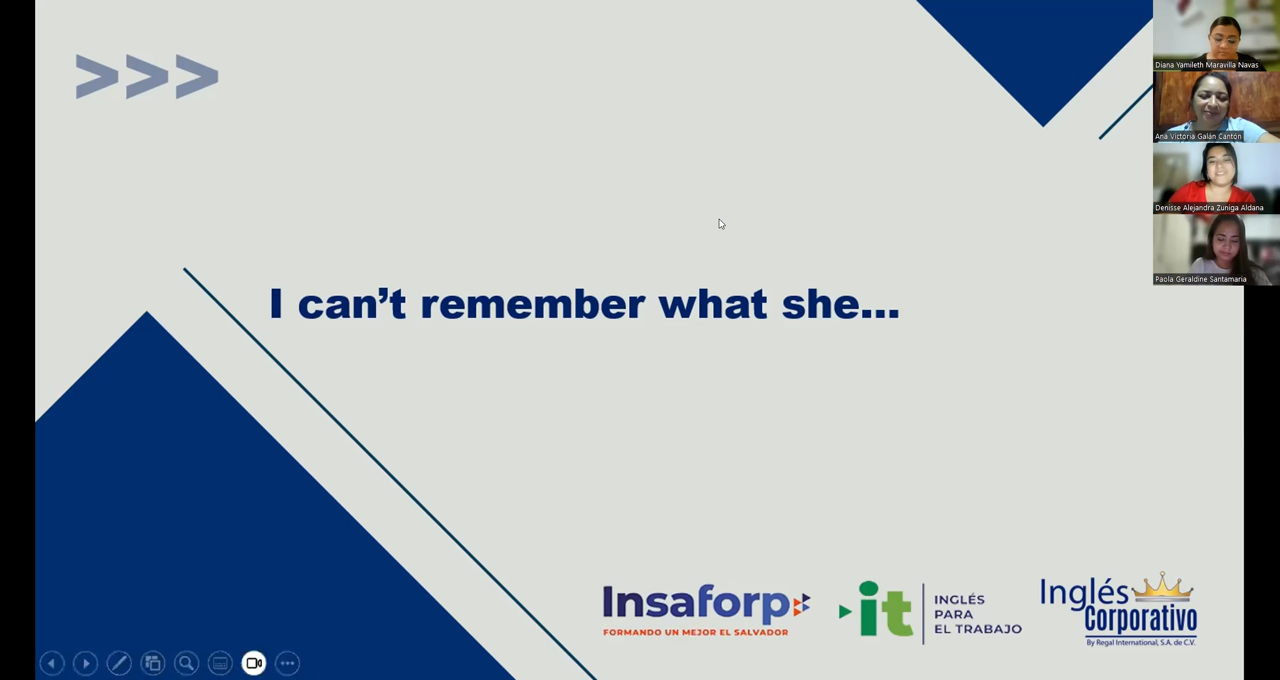 >>>
I can't remember what she...
Insaforp
FORMANDO UN MEJOR EL SALVADOR
it
INGLÉS
PARA
EL TRABAJO
Inglés
Corporativo
By Regal International, S.A. de C.V.
Diana Yamileth Maravilla Navas
Ana Victoria Galán Cantón
Denisse Alejandra Zúniga Aldana
Paola Geraldine Santamaria